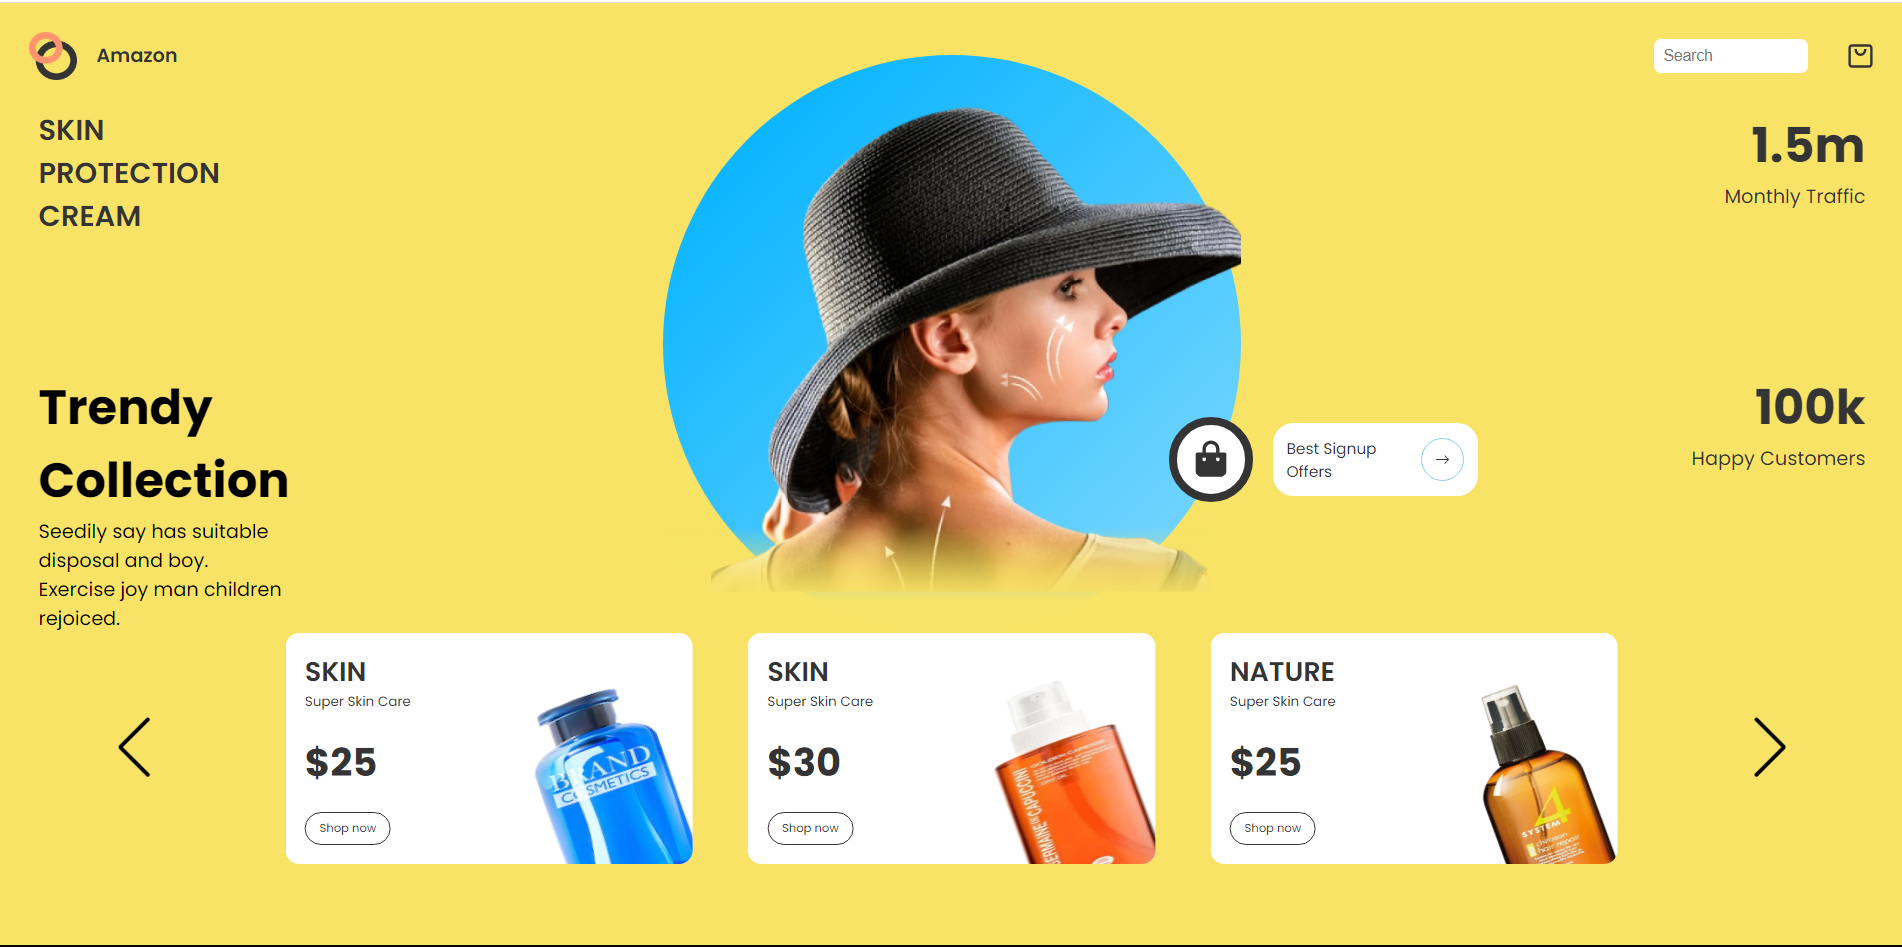 Amazon
Search
SKIN
PROTECTION
CREAM
1.5m
Monthly Traffic
Trendy
Collection
Seedily say has suitable
disposal and boy.
Exercise joy man children
rejoiced.
100k
Happy Customers
Best Signup
Offers
SKIN
Super Skin Care
$25
Shop now
BRAND
COSMETICS
SKIN
Super Skin Care
$30
Shop now
GERMAINE DE CAPUCCINI
NATURE
Super Skin Care
$25
Shop now
4
SYSTEM